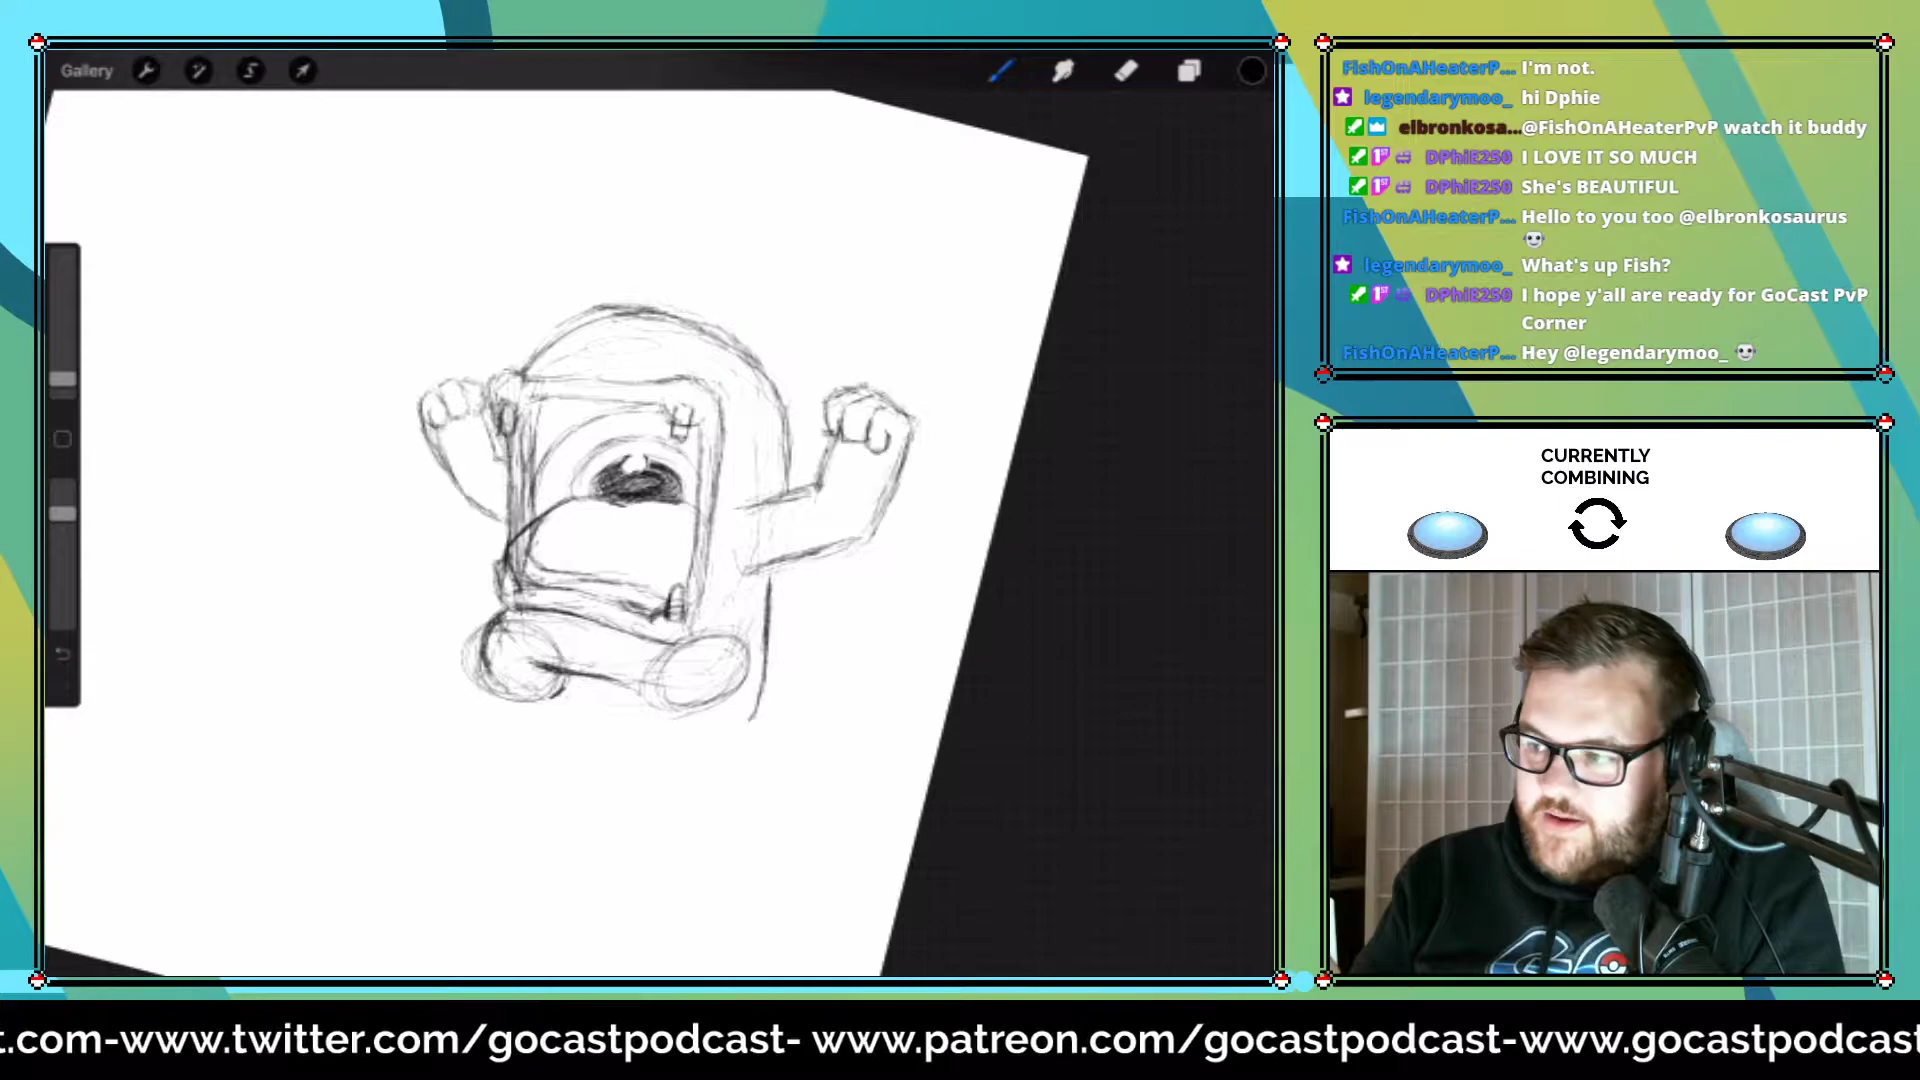 Gallery
FishOnAHeaterP... I'm not.
legendarymoo_ hi Dphie
elbronkosa... @FishOnAHeaterPvP watch it buddy
DPhiE250 I LOVE IT SO MUCH
DPhiE250 She's BEAUTIFUL
FishOnAHeaterP... Hello to you too @elbronkosaurus
legendarymoo_ What's up Fish?
DPhiE250 I hope y'all are ready for GoCast PvP
Corner
FishOnAHeaterP... Hey @legendarymoo_
CURRENTLY
COMBINING
GO
t.com-www.twitter.com/gocastpodcast- www.patreon.com/gocastpodcast-www.gocastpodcast